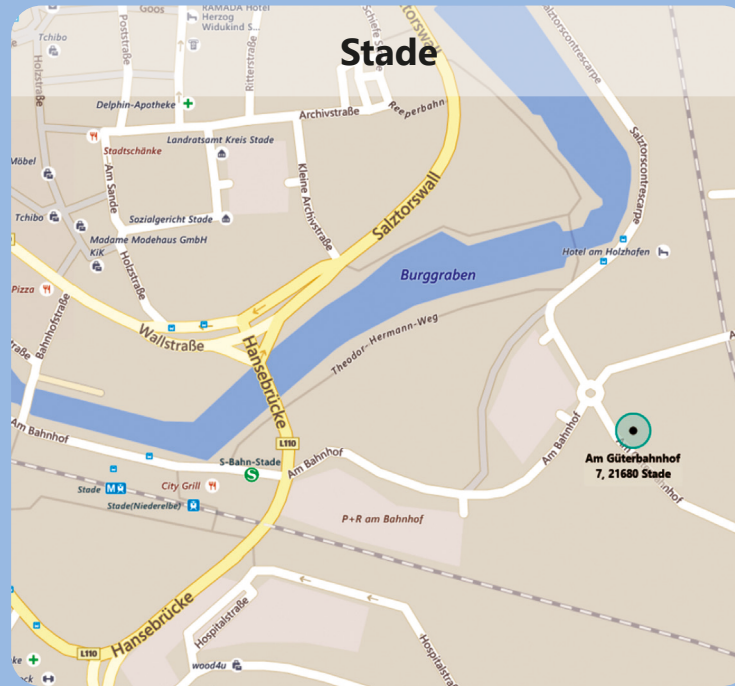 Stade
Goos
RAMADA Hotel
Herzog
Widukind S...
Tchibo
Poststraße
Holzstraße
Ritterstraße
Schiefe S
Salztorscontrescarpe
Delphin-Apotheke
Archivstraße
Reeperbahn
Stadtschänke
Landratsamt Kreis Stade
Möbel
Am Sande
Kleine Archivstraße
Salztorswall
Salztorscontrescarpe
Tchibo
Sozialgericht Stade
Madame Modehaus GmbH
KiK
Holzstraße
Hotel am Holzhafen
Burggraben
Pizza
Bahnhofstraße
Wallstraße
Hansebrücke
Theodor-Hermann-Weg
Am Bahnhof
L110
Am Bahnhof
Am Bahnhof
S-Bahn-Stade
S
Am Güterbahnhof
7, 21680 Stade
Stade
M
City Grill
Stade(Niederelbe)
P+R am Bahnhof
Hansebrücke
L110
Hospitalstraße
wood4u